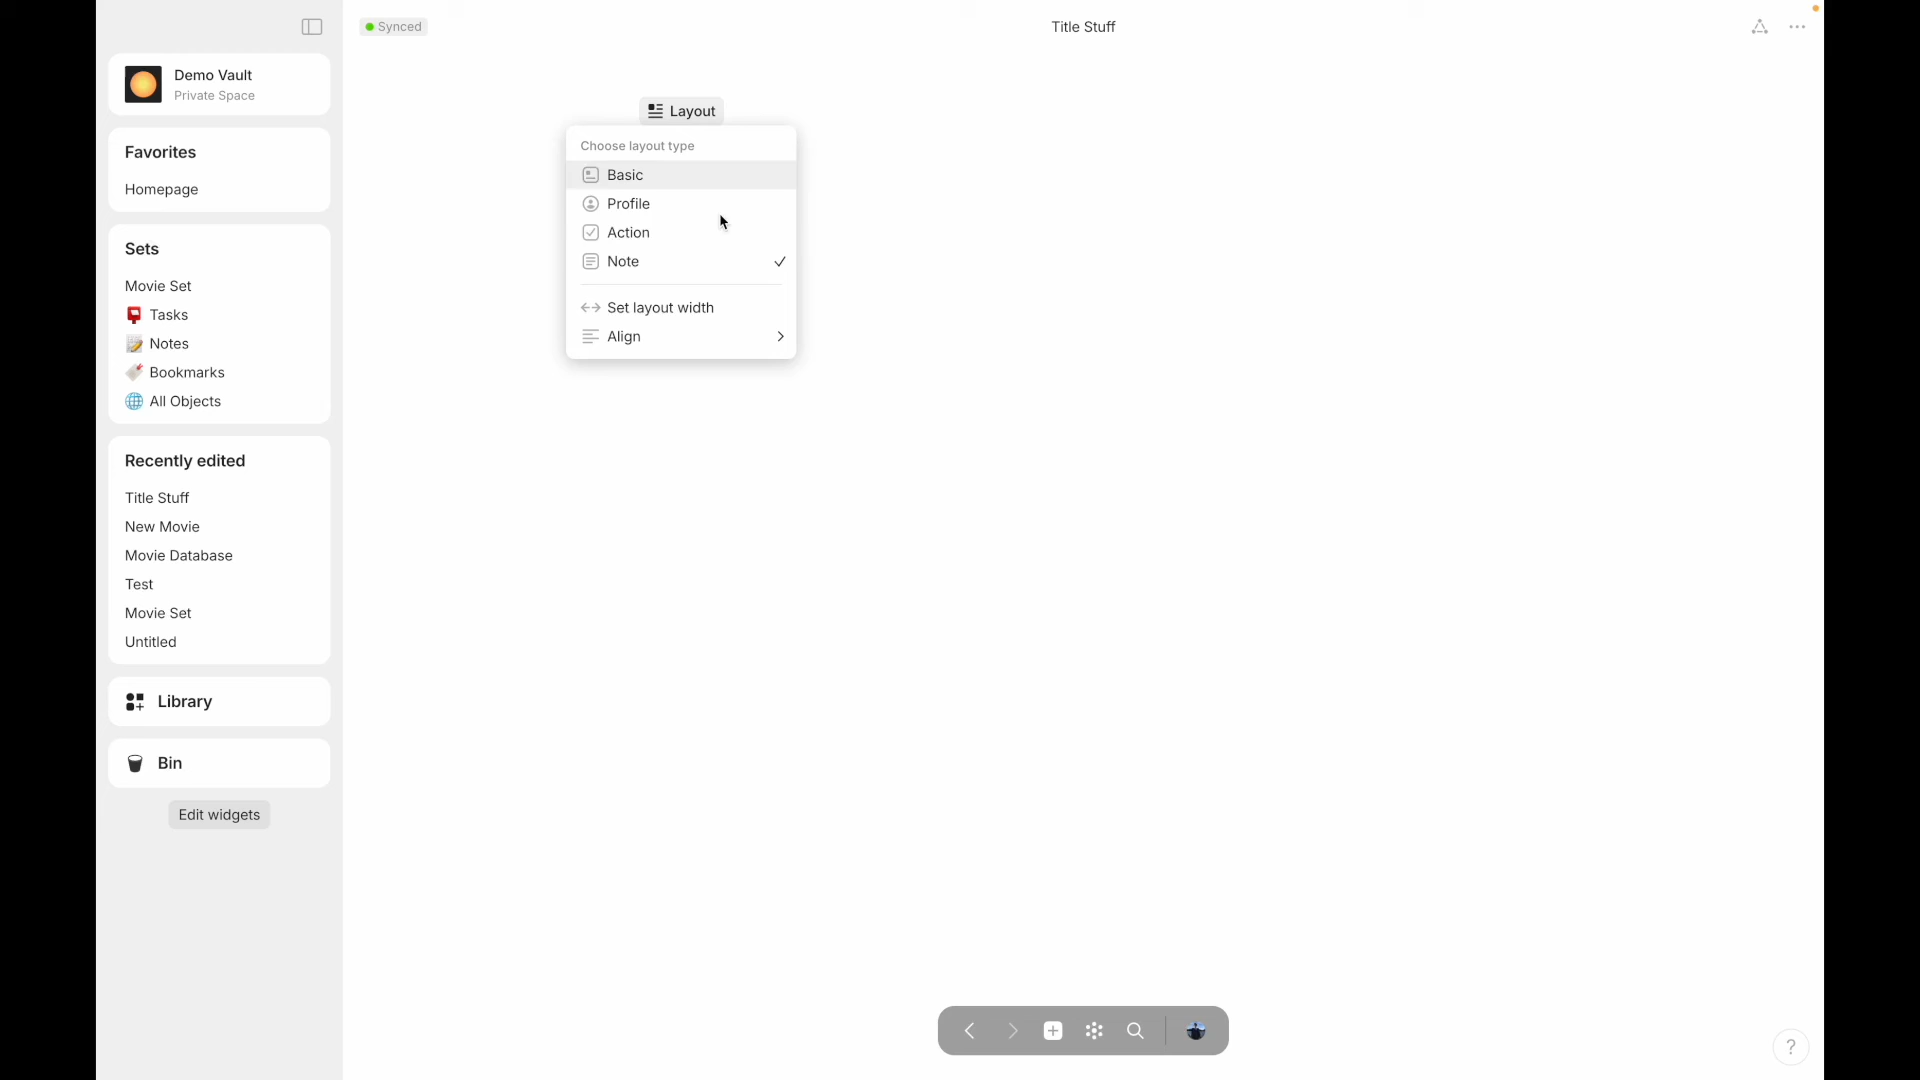 Synced
Title Stuff
Demo Vault
Private Space
Favorites
Homepage
Sets
Movie Set
Tasks
Notes
Bookmarks
All Objects
Recently edited
Title Stuff
New Movie
Movie Database
Test
Movie Set
Untitled
Library
Bin
Edit widgets
Layout
Choose layout type
Basic
Profile
Action
Note
Set layout width
Align
?